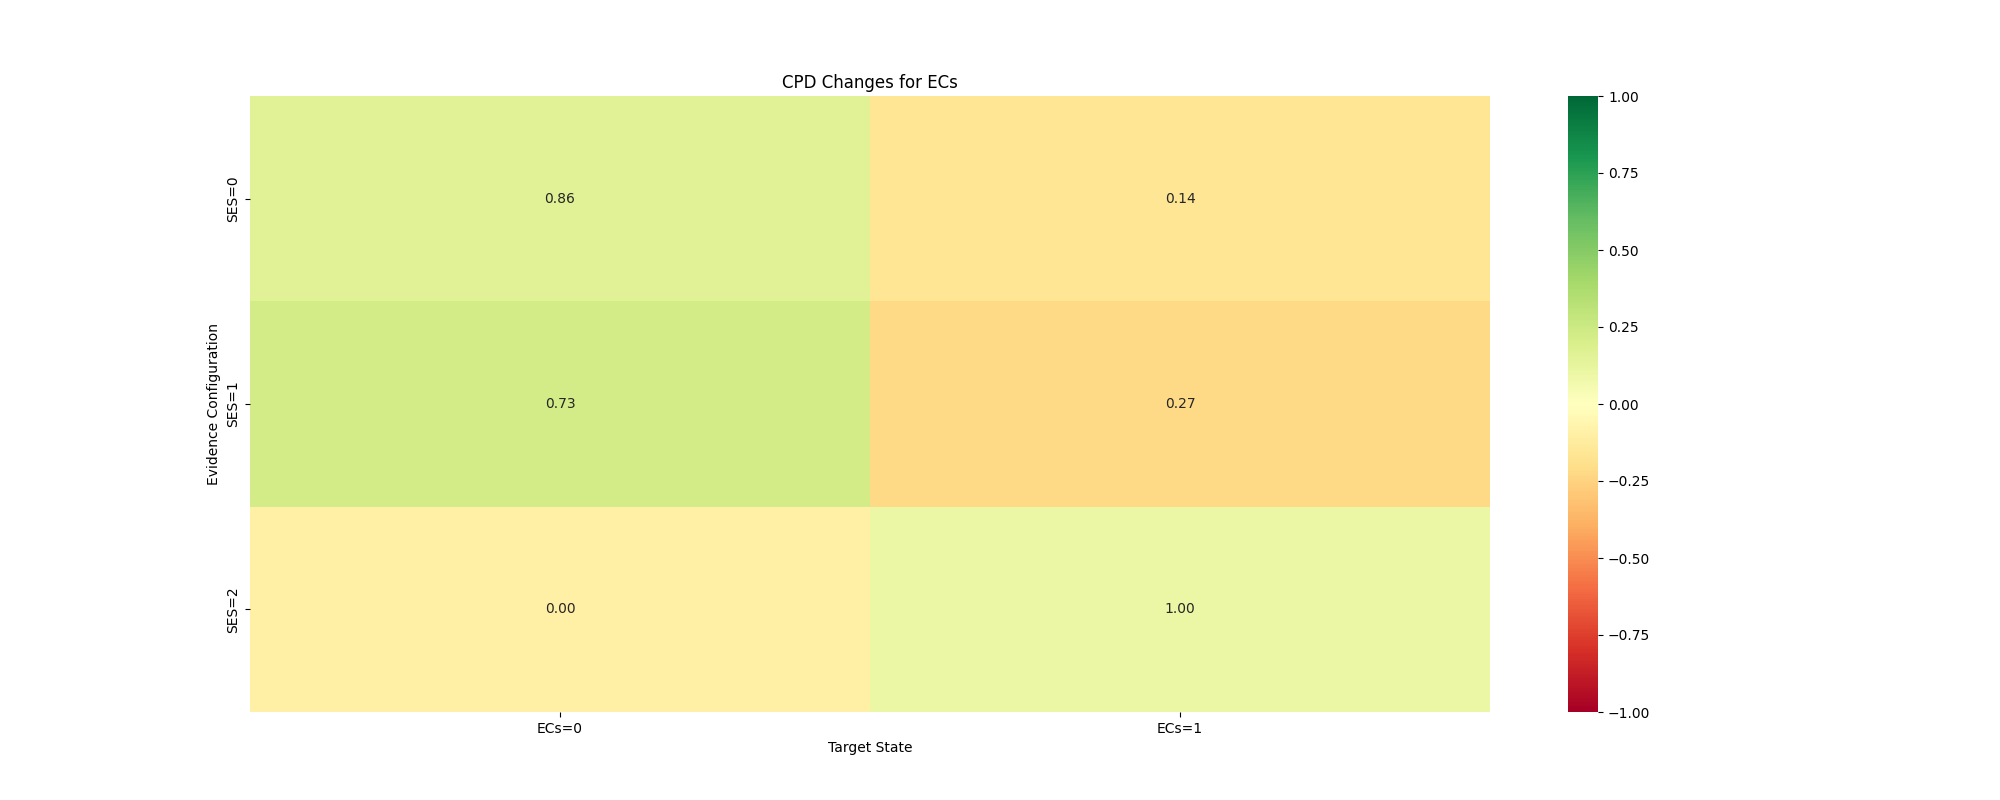 CPD Changes for ECs
Evidence Configuration
SES=0
0.86
0.14
SES=1
0.73
0.27
SES=2
0.00
1.00
ECs=0
ECs=1
Target State
1.00
0.75
0.50
0.25
0.00
−0.25
−0.50
−0.75
−1.00